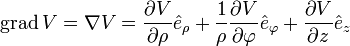 grad V = ∇V = ∂V/∂ρ ê_ρ + 1/ρ ∂V/∂φ ê_φ + ∂V/∂z ê_z